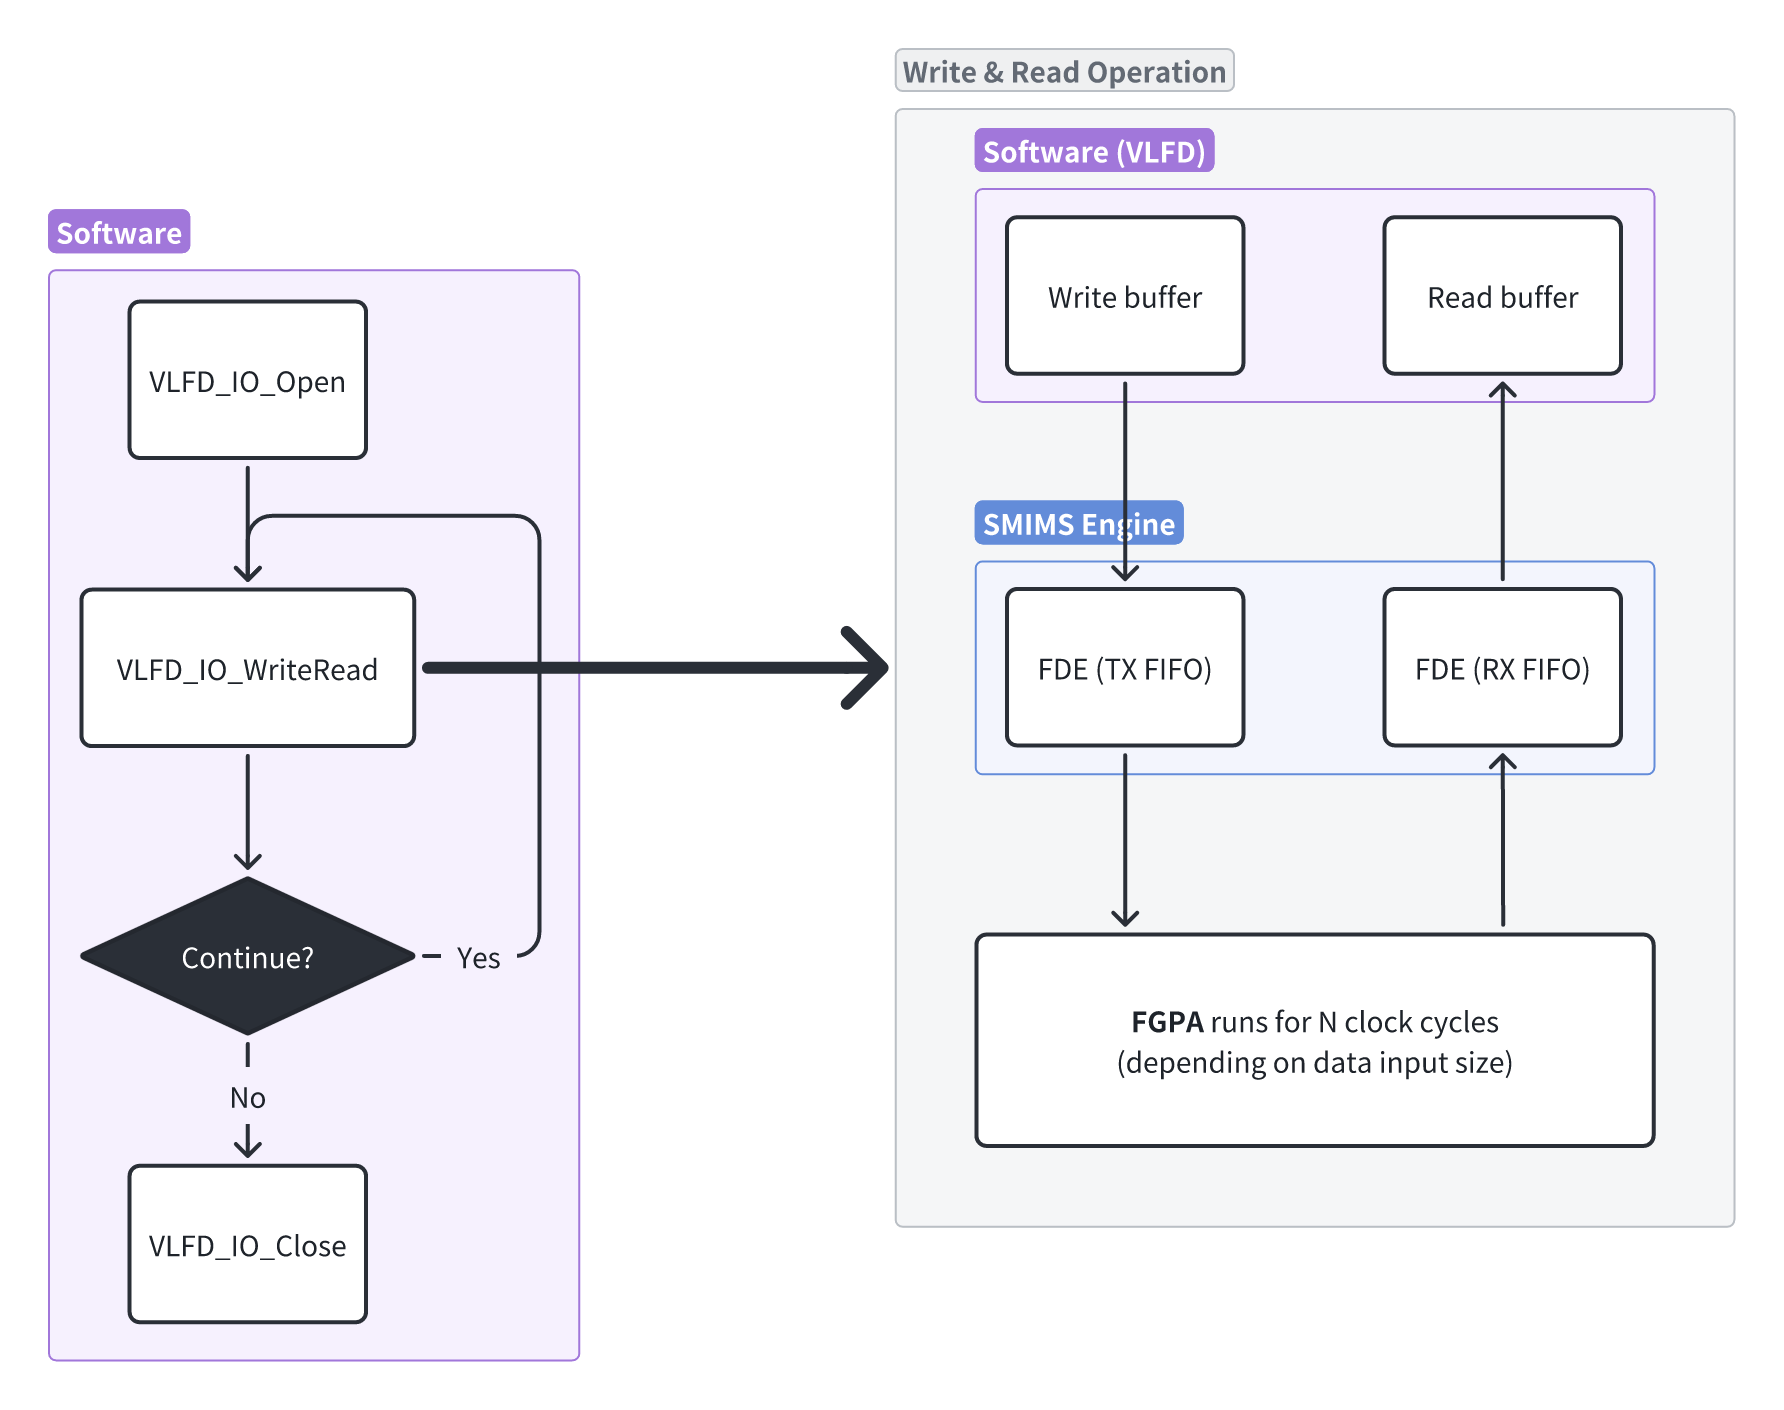 Software
VLFD_IO_Open
VLFD_IO_WriteRead
Continue?
Yes
No
VLFD_IO_Close
Write & Read Operation
Software (VLFD)
Write buffer
Read buffer
SMIMS Engine
FDE (TX FIFO)
FDE (RX FIFO)
FGPA runs for N clock cycles
(depending on data input size)